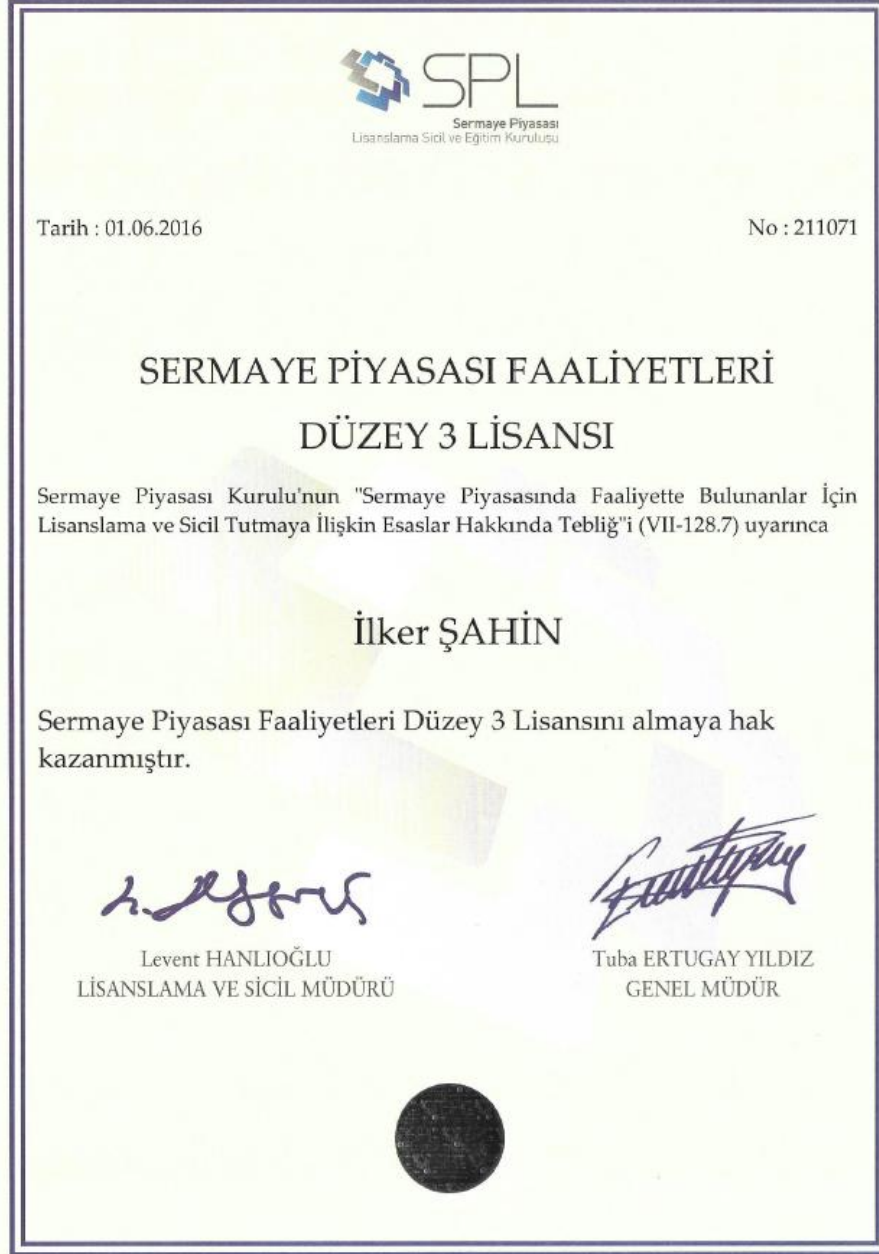 SPL
Sermaye Piyasası
Lisanslama Sicil ve Eğitim Kuruluşu
Tarih : 01.06.2016
No : 211071
SERMAYE PİYASASI FAALİYETLERİ
DÜZEY 3 LİSANSI
Sermaye Piyasası Kurulu'nun "Sermaye Piyasasında Faaliyette Bulunanlar İçin
Lisanslama ve Sicil Tutmaya İlişkin Esaslar Hakkında Tebliğ"i (VII-128.7) uyarınca
İlker ŞAHİN
Sermaye Piyasası Faaliyetleri Düzey 3 Lisansını almaya hak
kazanmıştır.
Levent HANLIOĞLU
LİSANSLAMA VE SİCİL MÜDÜRÜ
Tuba ERTUGAY YILDIZ
GENEL MÜDÜR